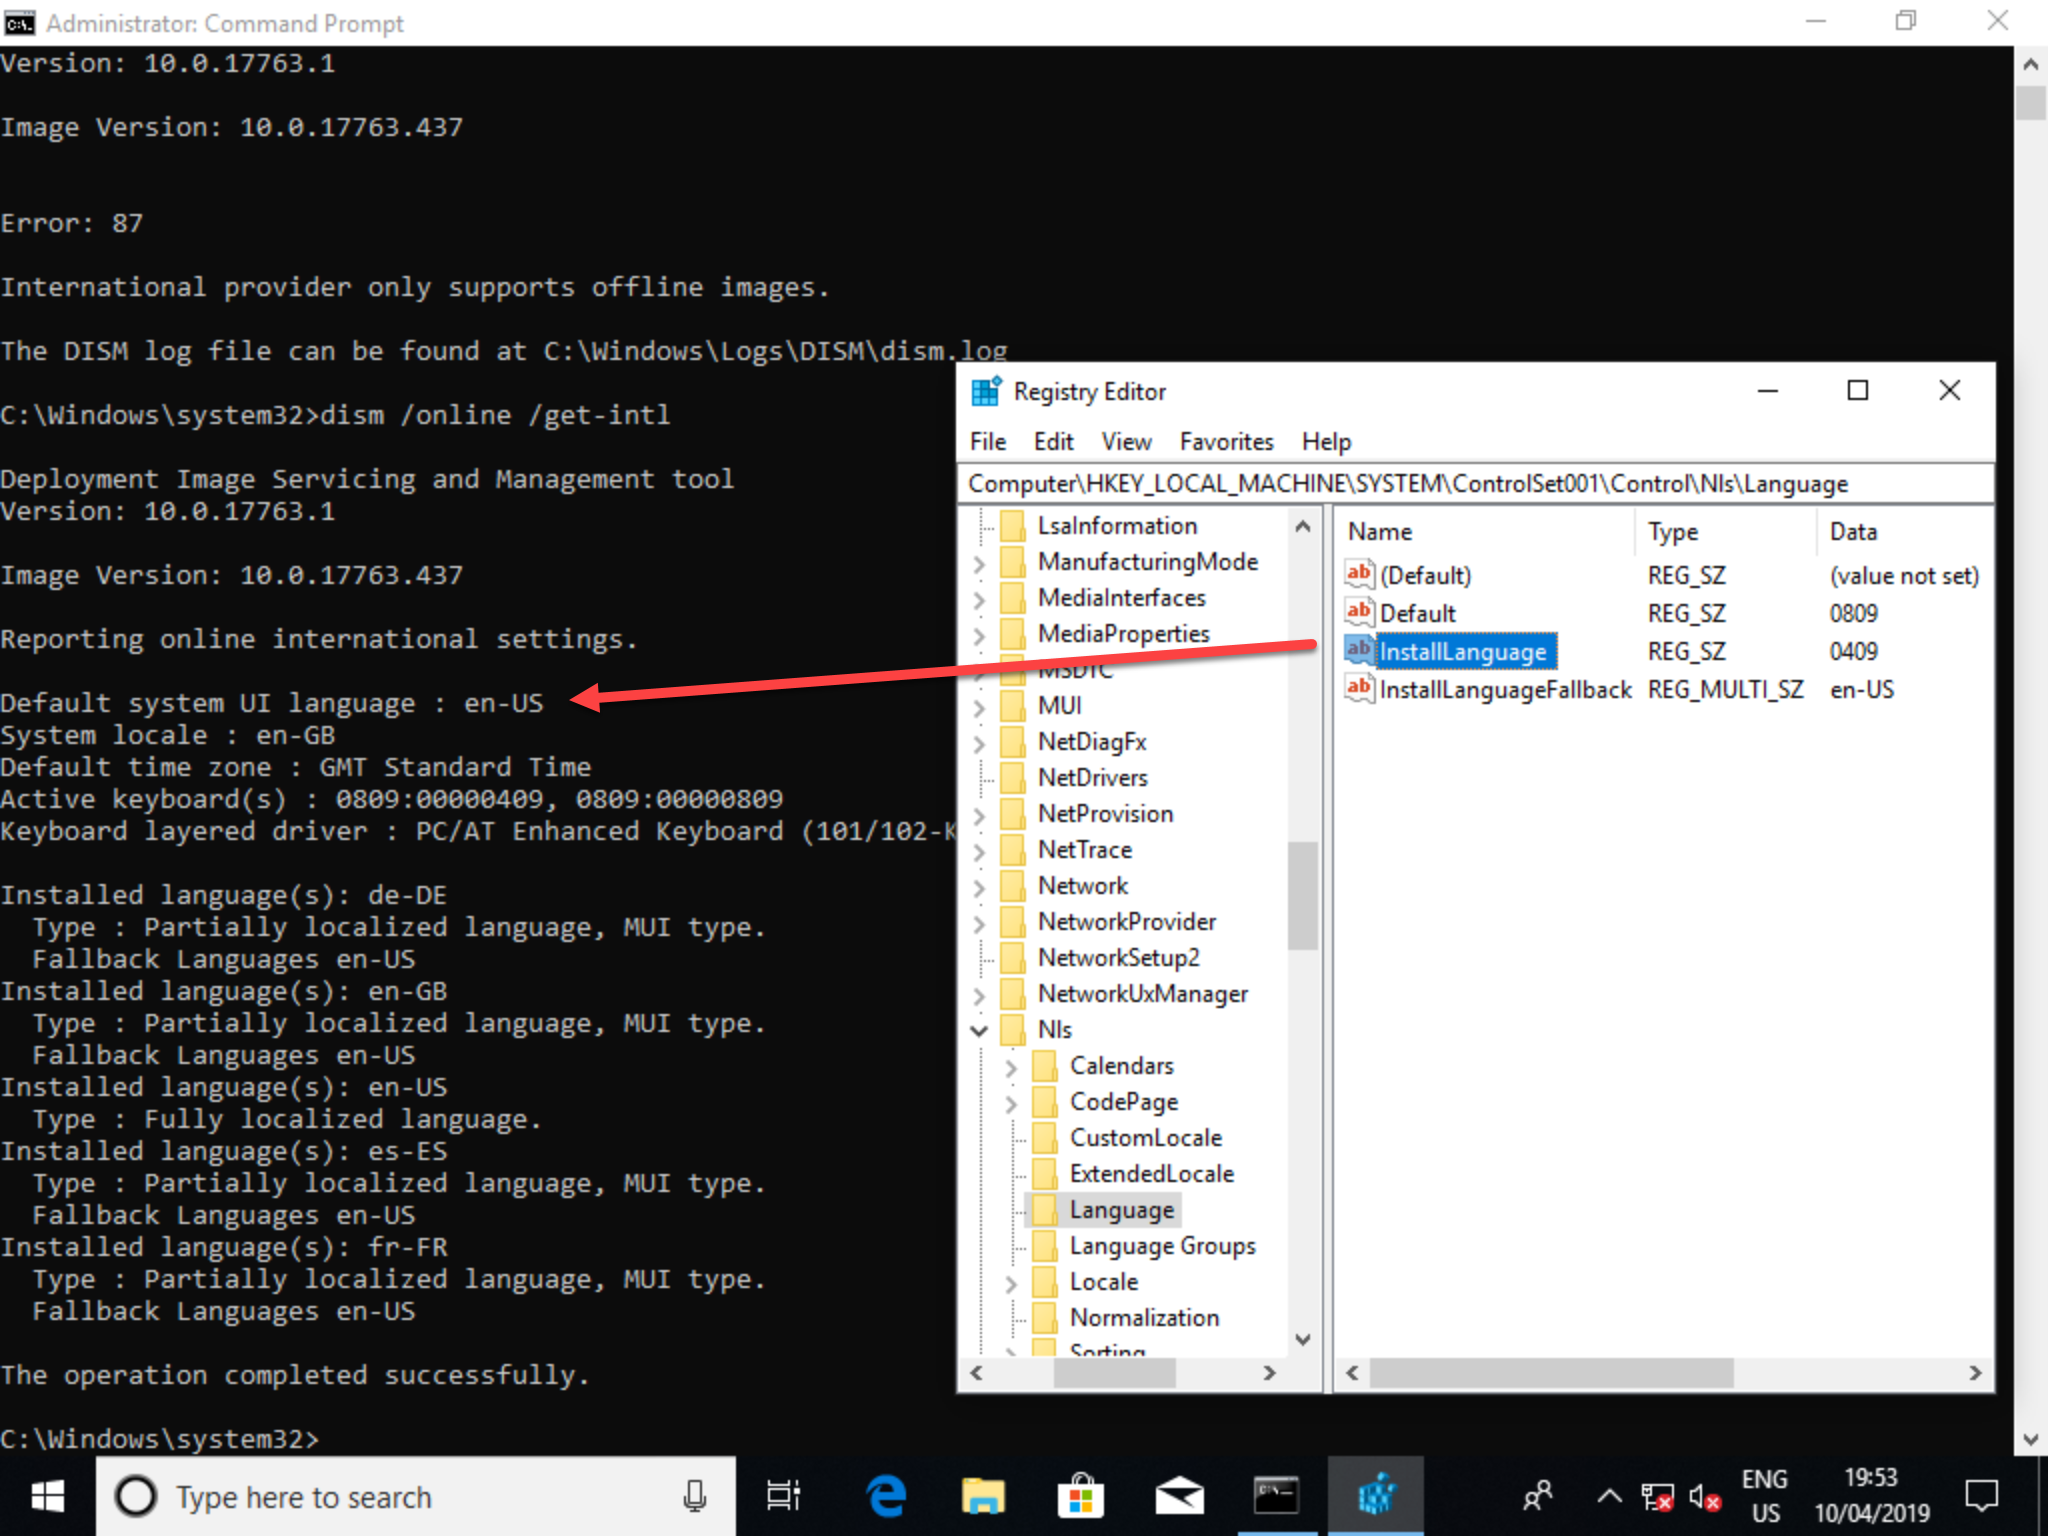 Administrator: Command Prompt
Version: 10.0.17763.1
Image Version: 10.0.17763.437
Error: 87
International provider only supports offline images.
The DISM log file can be found at C:\Windows\Logs\DISM\dism.log
C:\Windows\system32>dism /online /get-intl
Deployment Image Servicing and Management tool
Version: 10.0.17763.1
Image Version: 10.0.17763.437
Reporting online international settings.
Default system UI language : en-US
System locale : en-GB
Default time zone : GMT Standard Time
Active keyboard(s) : 0809:00000409, 0809:00000809
Keyboard layered driver : PC/AT Enhanced Keyboard (101/102-K
Installed language(s): de-DE
Type : Partially localized language, MUI type.
Fallback Languages en-US
Installed language(s): en-GB
Type : Partially localized language, MUI type.
Fallback Languages en-US
Installed language(s): en-US
Type : Fully localized language.
Installed language(s): es-ES
Type : Partially localized language, MUI type.
Fallback Languages en-US
Installed language(s): fr-FR
Type : Partially localized language, MUI type.
Fallback Languages en-US
The operation completed successfully.
C:\Windows\system32>
Registry Editor
File Edit View Favorites Help
Computer\HKEY_LOCAL_MACHINE\SYSTEM\ControlSet001\Control\Nls\Language
LsaInformation
ManufacturingMode
MediaInterfaces
MediaProperties
MSDTC
MUI
NetDiagFx
NetDrivers
NetProvision
NetTrace
Network
NetworkProvider
NetworkSetup2
NetworkUxManager
Nls
Calendars
CodePage
CustomLocale
ExtendedLocale
Language
Language Groups
Locale
Normalization
Sorting
Name Type Data
(Default) REG_SZ (value not set)
Default REG_SZ 0809
InstallLanguage REG_SZ 0409
InstallLanguageFallback REG_MULTI_SZ en-US
Type here to search
ENG
US
19:53
10/04/2019